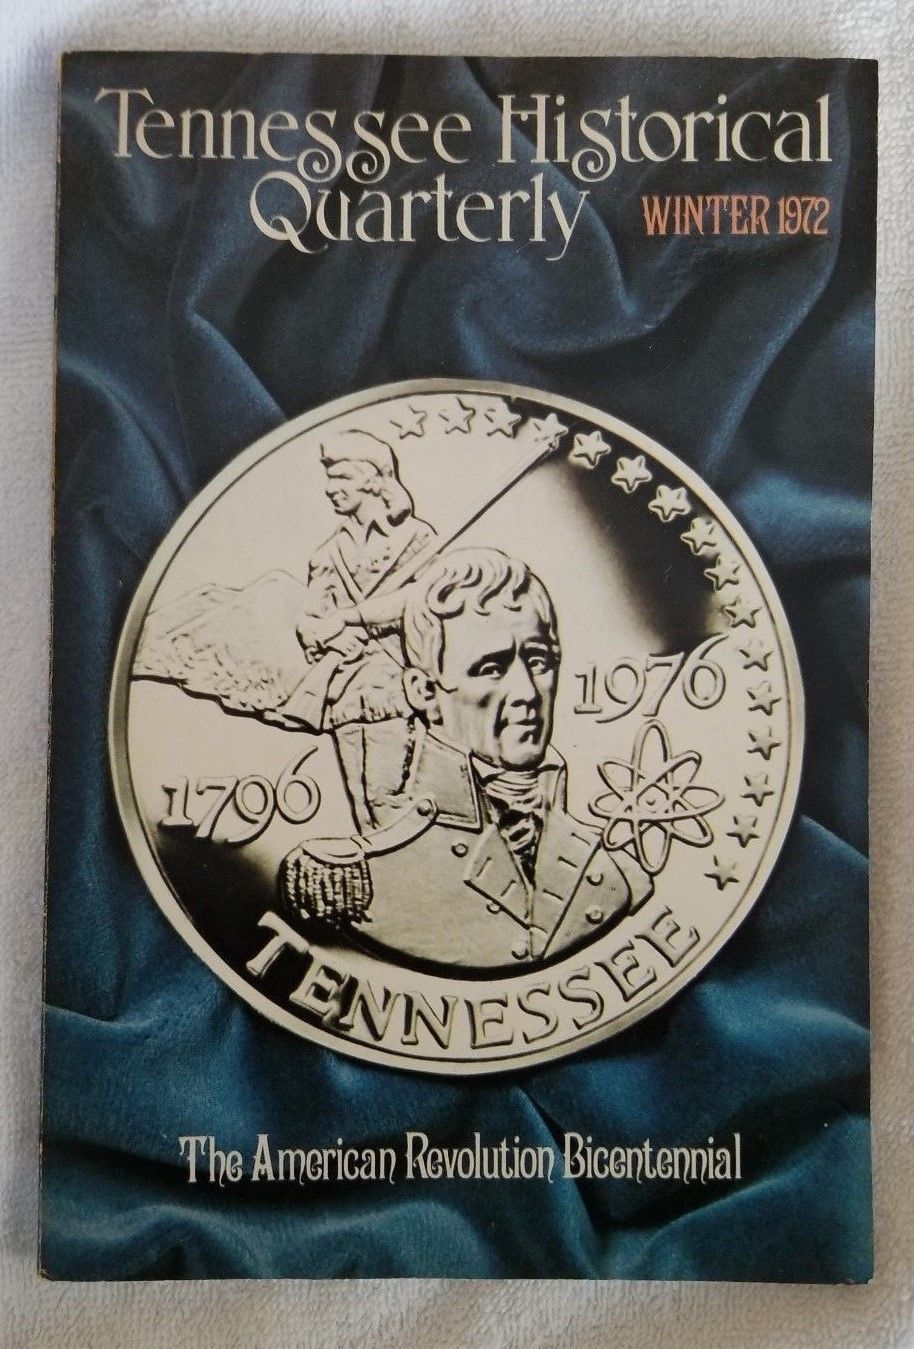 Tennessee Historical
Quarterly
WINTER 1972
1976
1796
TENNESSEE
The American Revolution Bicentennial